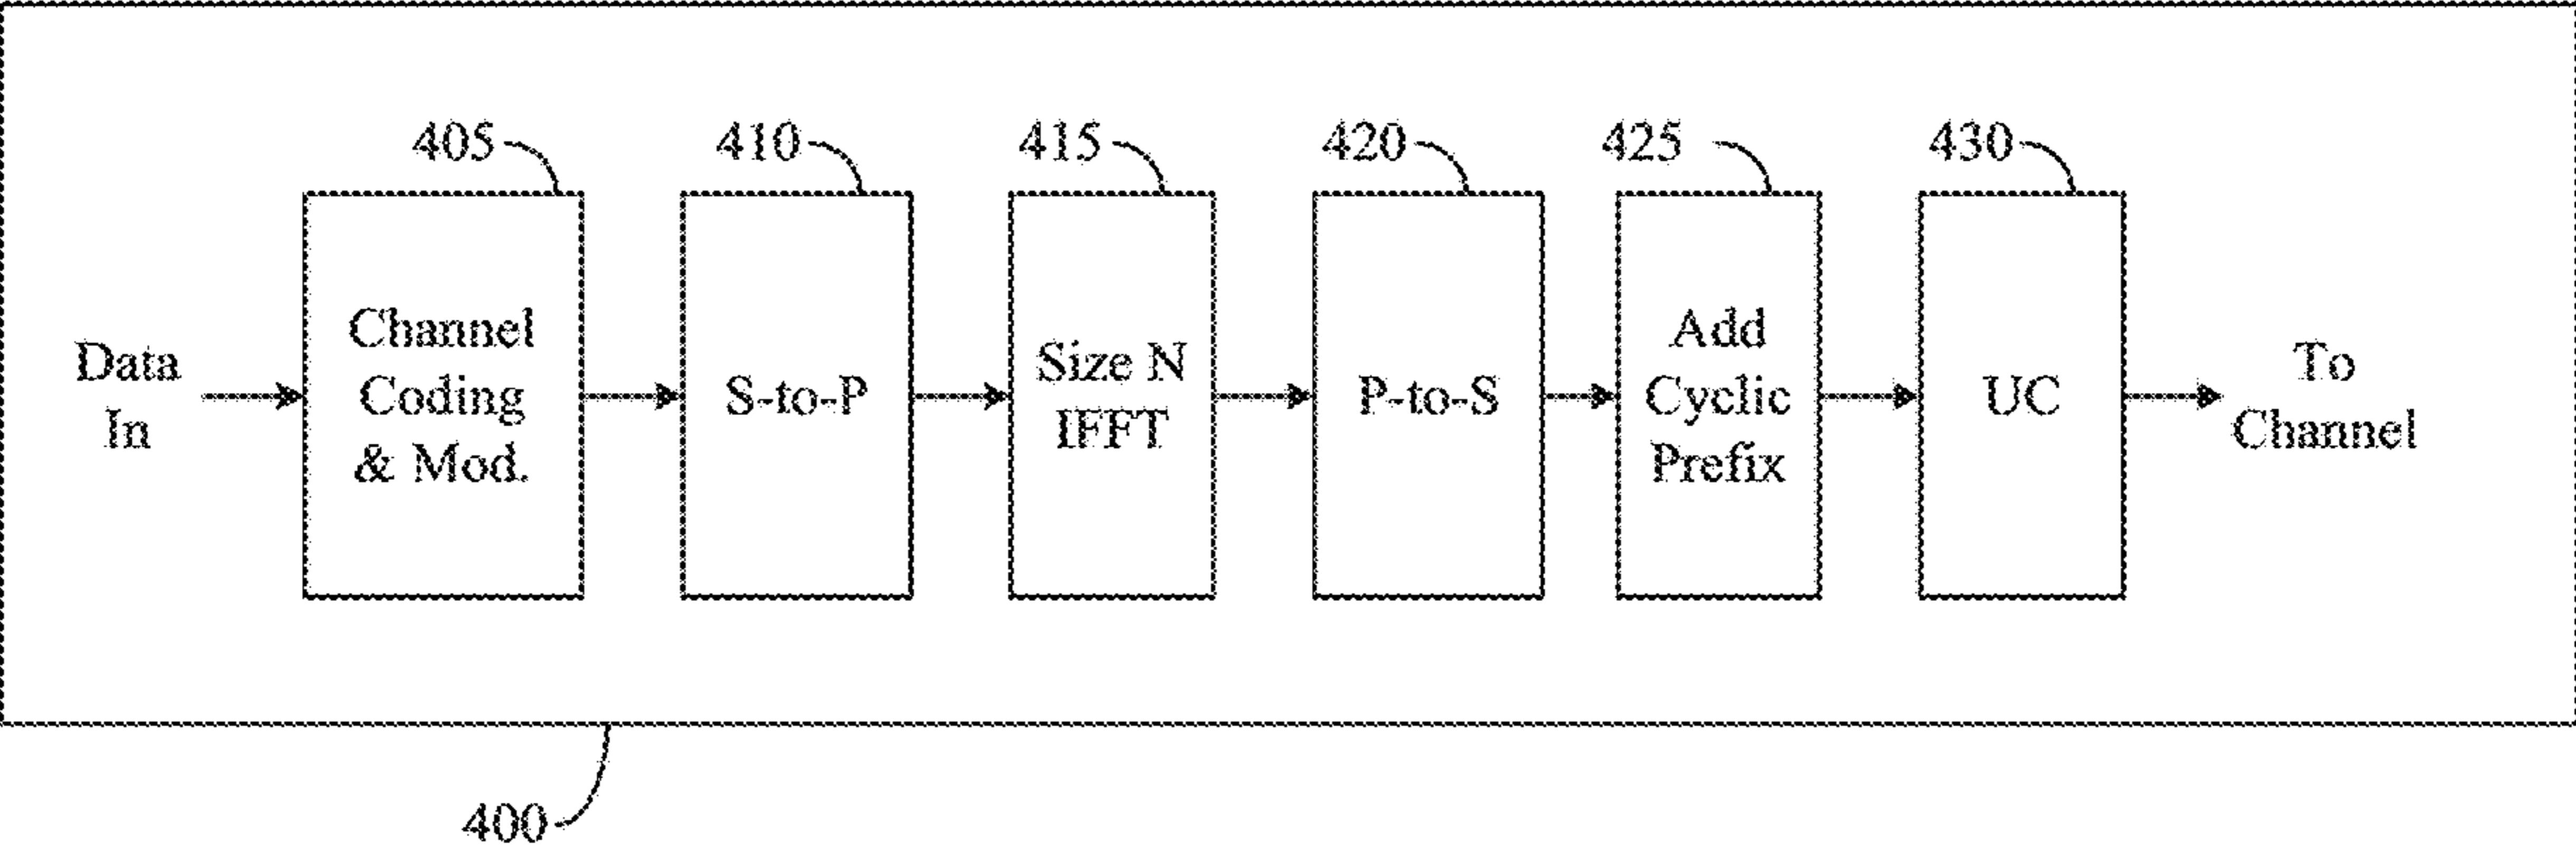 405
410
415
420
425
430
Data
In
Channel
Coding
& Mod.
S-to-P
Size N
IFFT
P-to-S
Add
Cyclic
Prefix
UC
To
Channel
400